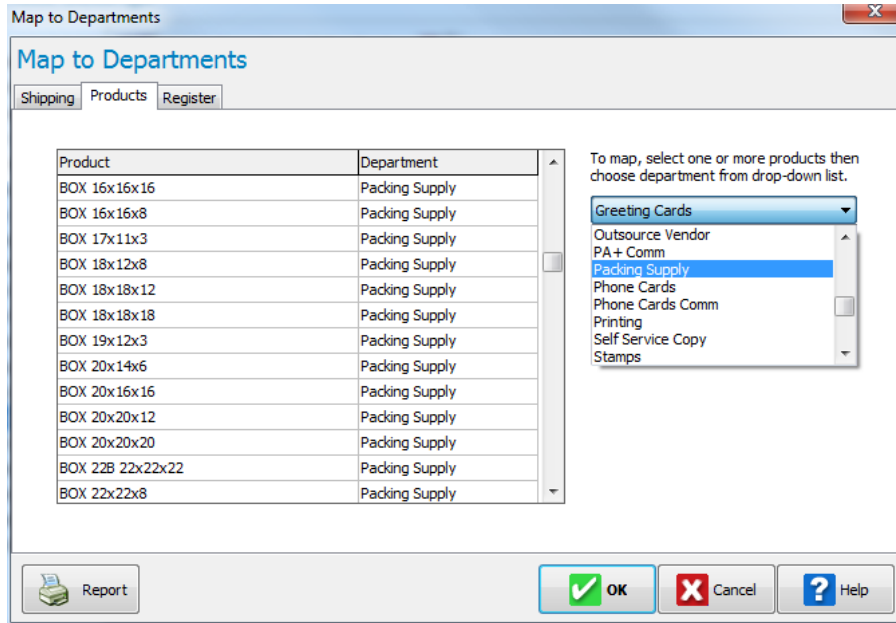 Map to Departments
Map to Departments
Shipping Products Register
Product Department
BOX 16x16x16 Packing Supply
BOX 16x16x8 Packing Supply
BOX 17x11x3 Packing Supply
BOX 18x12x8 Packing Supply
BOX 18x18x12 Packing Supply
BOX 18x18x18 Packing Supply
BOX 19x12x3 Packing Supply
BOX 20x14x6 Packing Supply
BOX 20x16x16 Packing Supply
BOX 20x20x12 Packing Supply
BOX 20x20x20 Packing Supply
BOX 22B 22x22x22 Packing Supply
BOX 22x22x8 Packing Supply
To map, select one or more products then
choose department from drop-down list.
Greeting Cards
Outsource Vendor
PA+ Comm
Packing Supply
Phone Cards
Phone Cards Comm
Printing
Self Service Copy
Stamps
Report OK Cancel Help